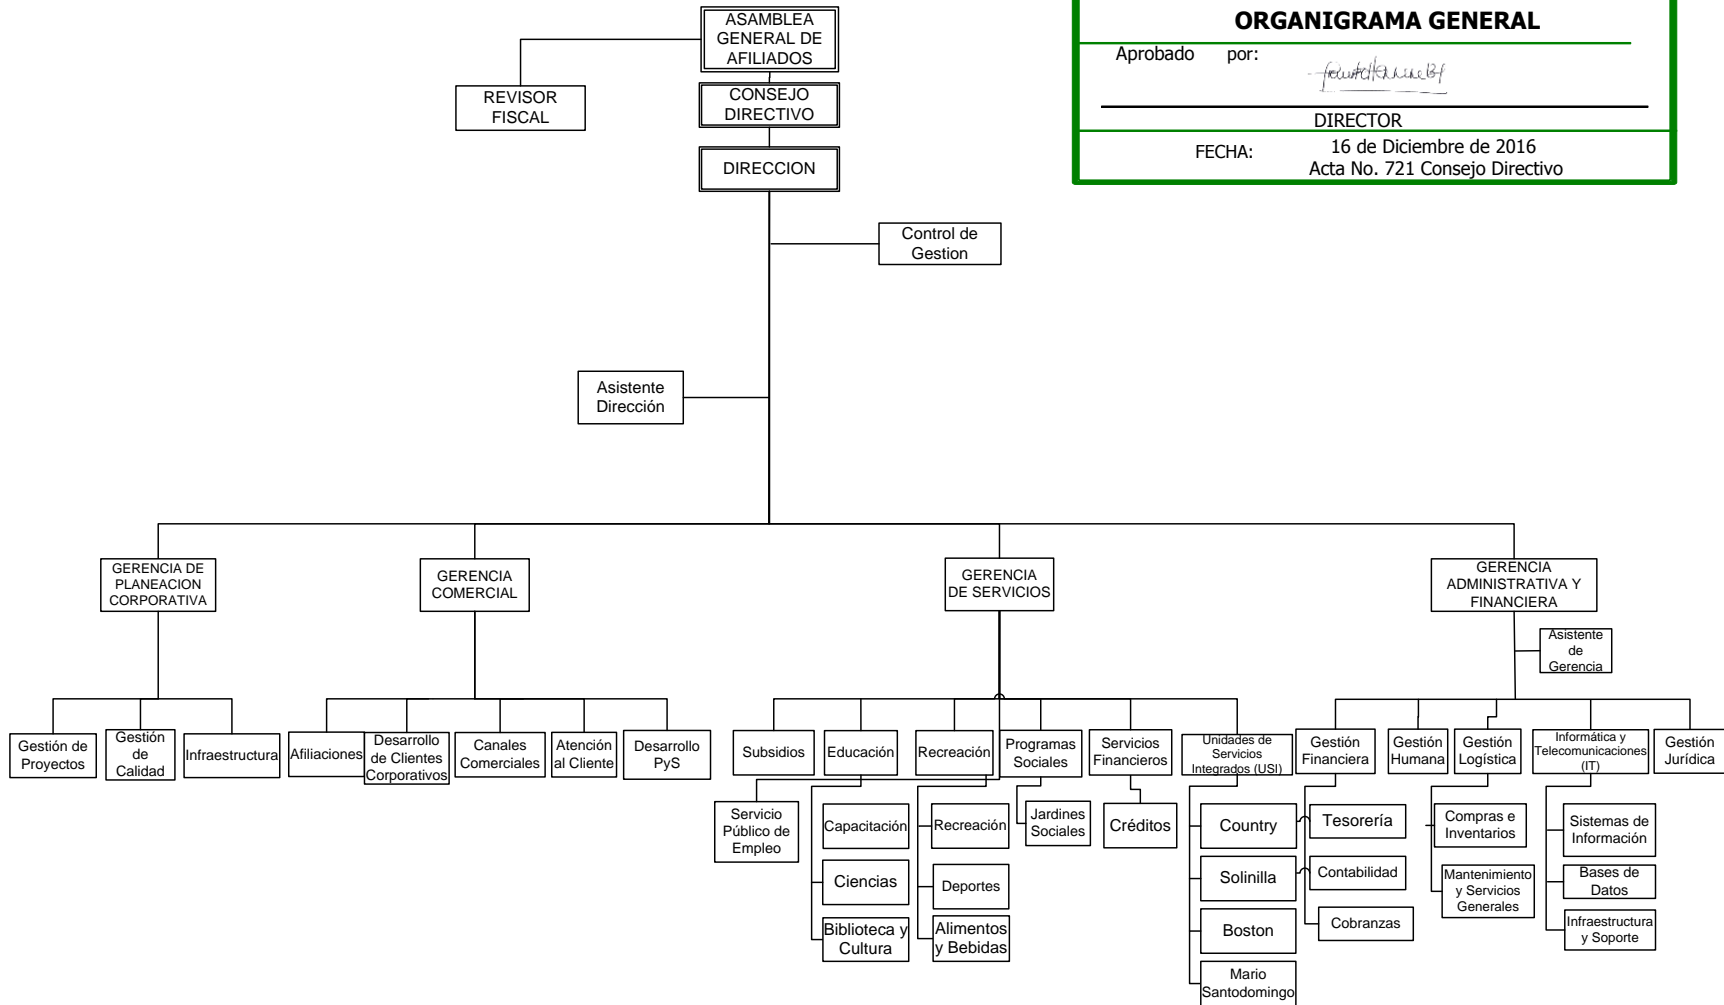 ORGANIGRAMA GENERAL
Aprobado por:
DIRECTOR
FECHA:
16 de Diciembre de 2016
Acta No. 721 Consejo Directivo
ASAMBLEA
GENERAL DE
AFILIADOS
REVISOR
FISCAL
CONSEJO
DIRECTIVO
DIRECCION
Control de
Gestion
Asistente
Dirección
GERENCIA DE
PLANEACION
CORPORATIVA
GERENCIA
COMERCIAL
GERENCIA
DE SERVICIOS
GERENCIA
ADMINISTRATIVA Y
FINANCIERA
Asistente
de
Gerencia
Gestión de
Proyectos
Gestión
de
Calidad
Infraestructura
Afiliaciones
Desarrollo
de Clientes
Corporativos
Canales
Comerciales
Atención
al Cliente
Desarrollo
PyS
Subsidios
Educación
Recreación
Programas
Sociales
Servicios
Financieros
Unidades de
Servicios
Integrados (USI)
Gestión
Financiera
Gestión
Humana
Gestión
Logística
Informática y
Telecomunicaciones
(IT)
Gestión
Jurídica
Servicio
Público de
Empleo
Capacitación
Ciencias
Biblioteca y
Cultura
Recreación
Deportes
Alimentos
y Bebidas
Jardines
Sociales
Créditos
Country
Solinilla
Boston
Mario
Santodomingo
Tesorería
Contabilidad
Cobranzas
Compras e
Inventarios
Mantenimiento
y Servicios
Generales
Sistemas de
Información
Bases de
Datos
Infraestructura
y Soporte